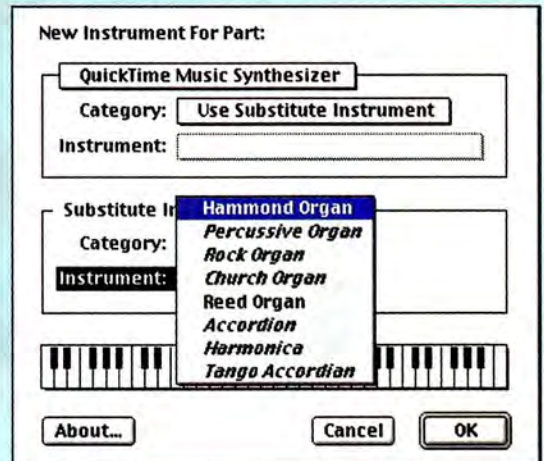 New Instrument For Part:
QuickTime Music Synthesizer
Category: Use Substitute Instrument
Instrument:
Substitute In
Category:
Instrument:
Hammond Organ
Percussive Organ
Rock Organ
Church Organ
Reed Organ
Accordion
Harmonica
Tango Accordian
About...
Cancel
OK